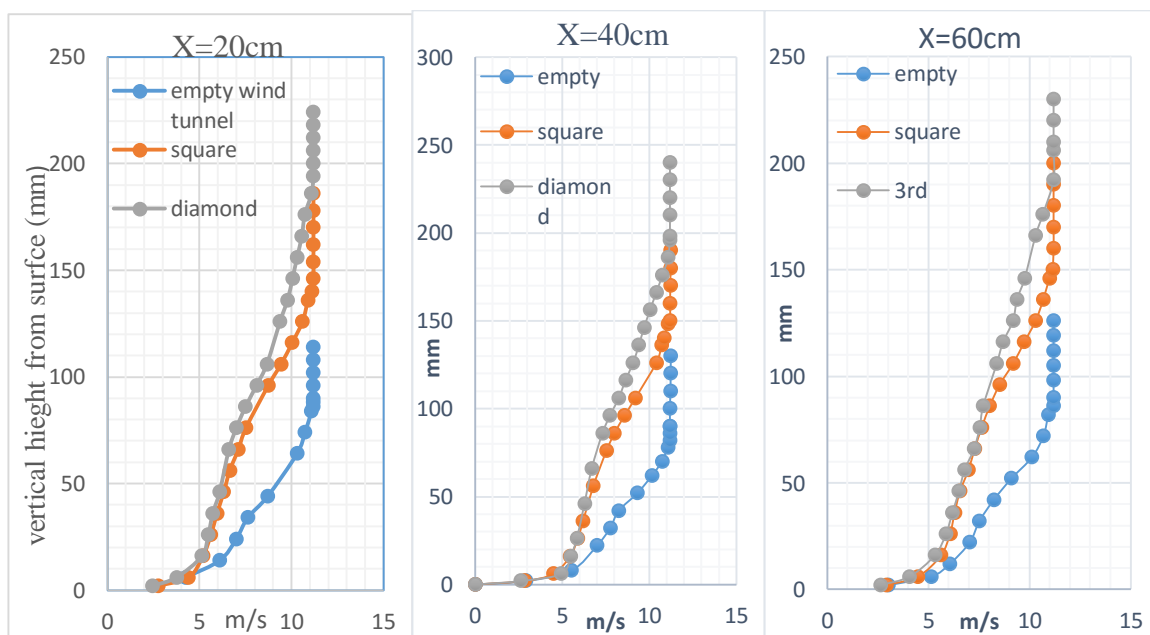 X=20cm
250
200
150
100
50
0
0
5
10
15
m/s
vertical hieght from surfce (mm)
empty wind
tunnel
square
diamond
X=40cm
300
250
200
150
100
50
0
0
5
10
15
m/s
mm
empty
square
diamon
d
X=60cm
250
200
150
100
50
0
0
5
10
15
m/s
mm
empty
square
3rd